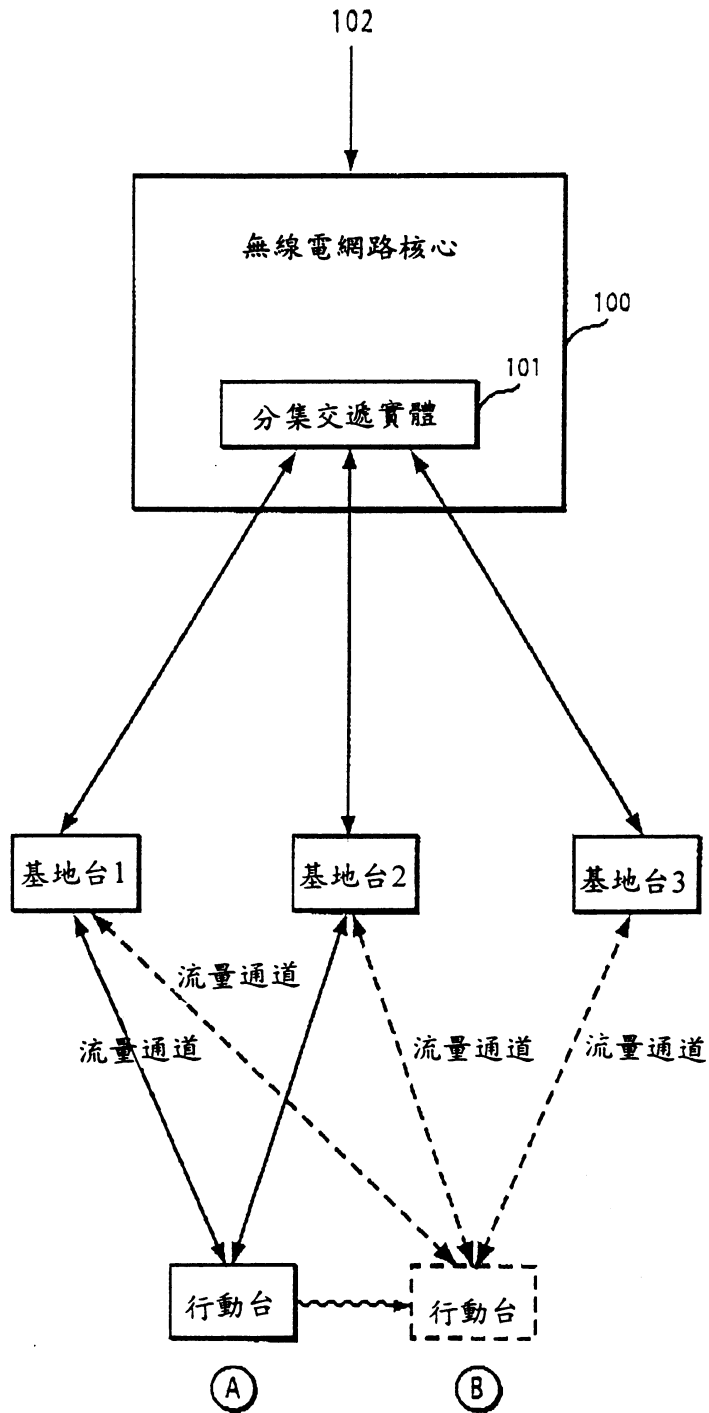 102
無線電網路核心
100
101
分集交遞實體
基地台1
基地台2
基地台3
流量通道
流量通道
流量通道
流量通道
行動台
行動台
A
B